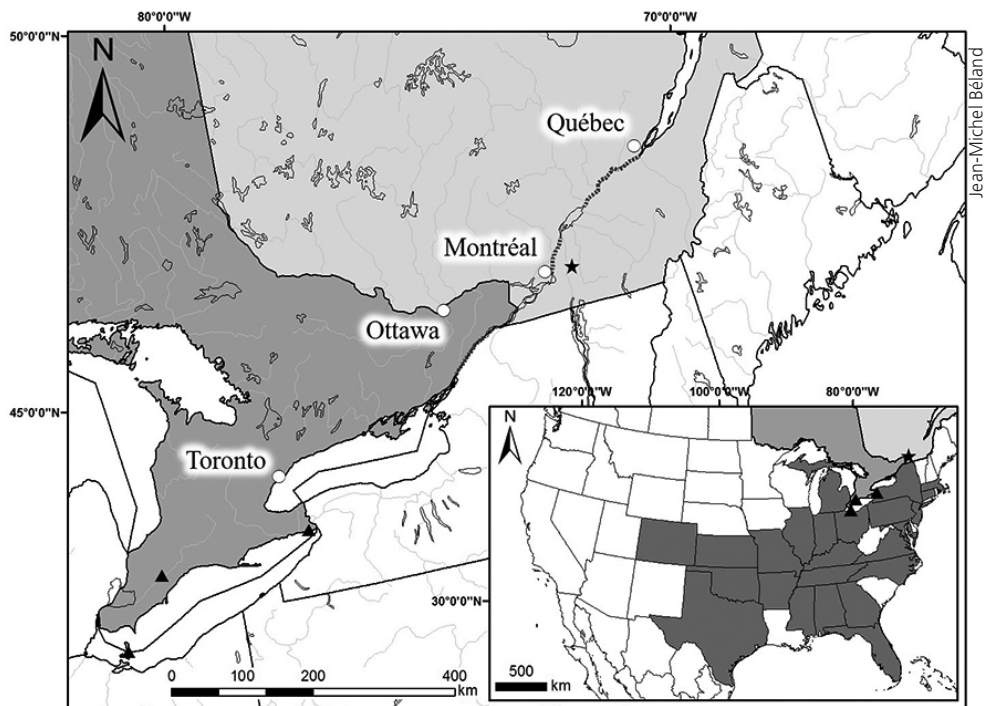 80°0'0"W
70°0'0"W
50°0'0"N
N
Jean-Michel Béland
Québec
Montréal
Ottawa
45°0'0"N
120°0'0"W
100°0'0"W
80°0'0"W
N
Toronto
30°0'0"N
500
km
0
100
200
400
km